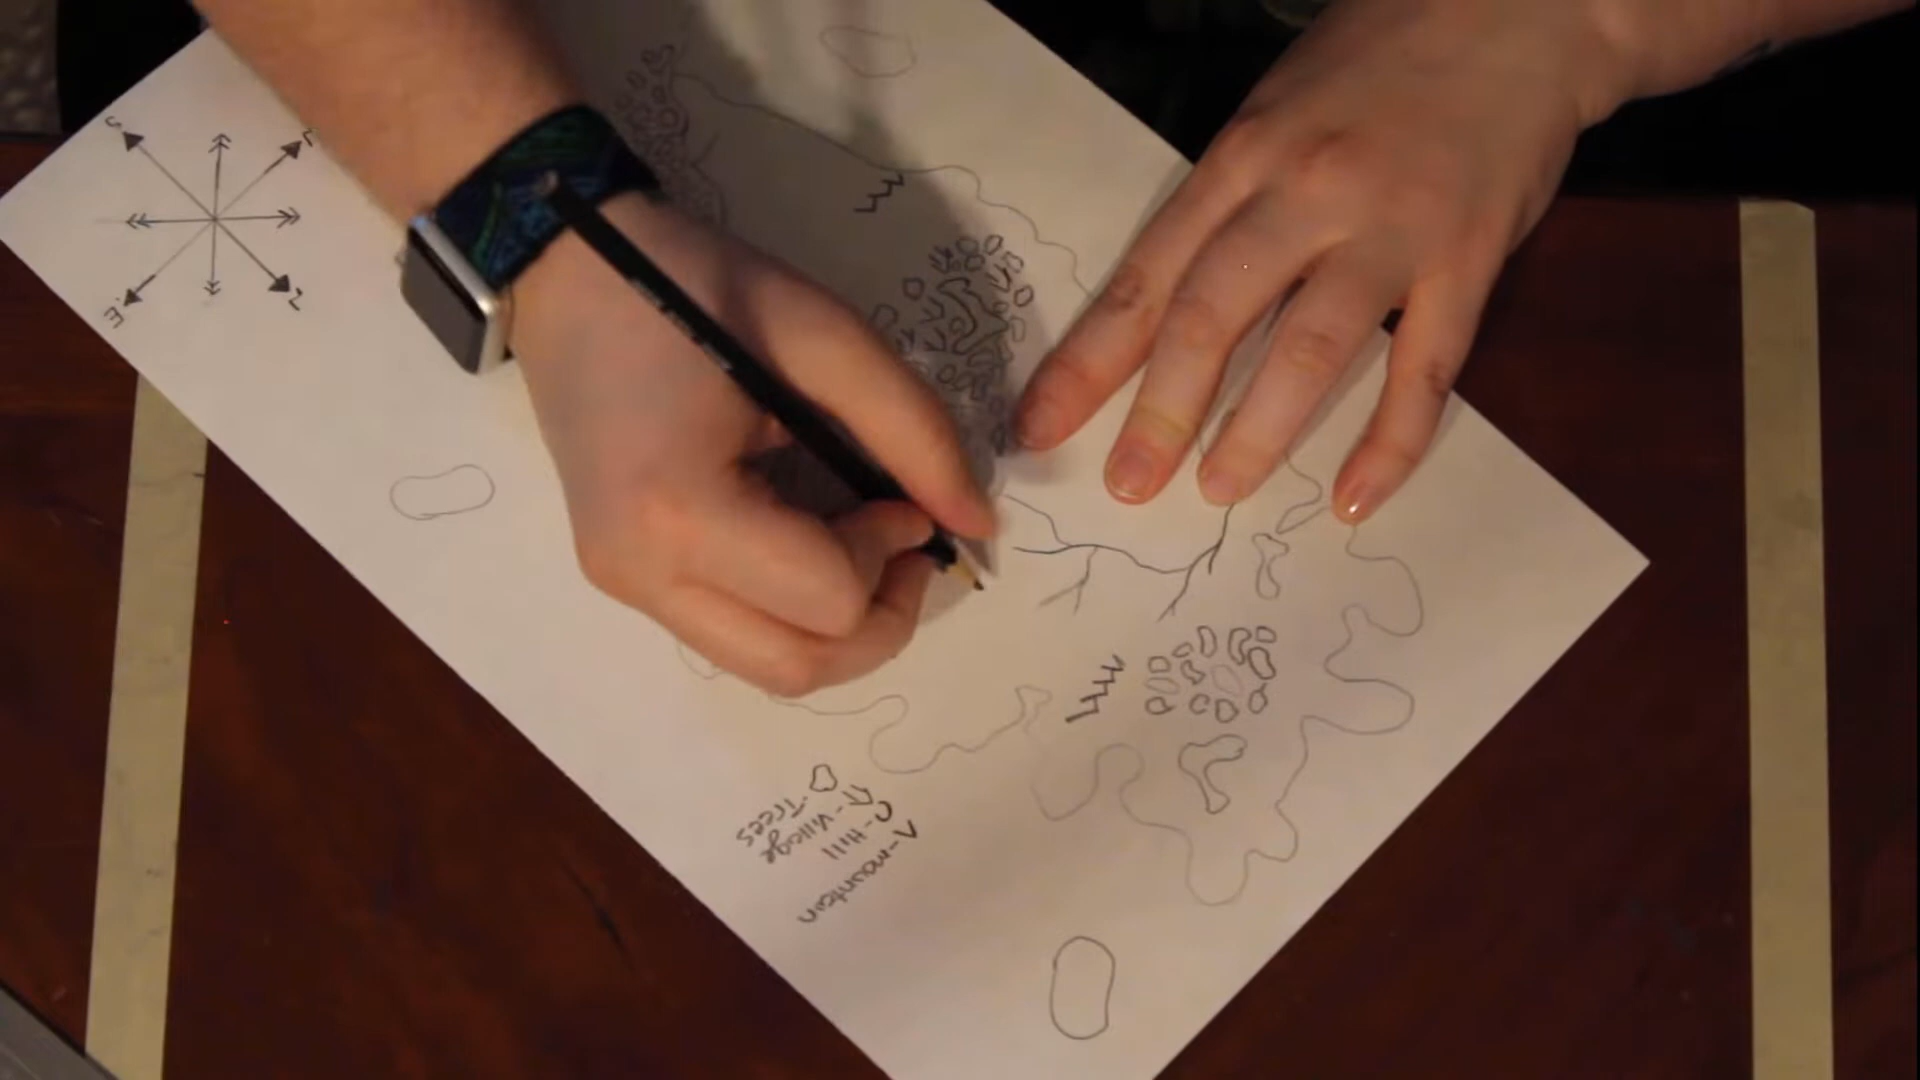 S
N
E
Λ-mountain
n-Hill
-Village
-Trees